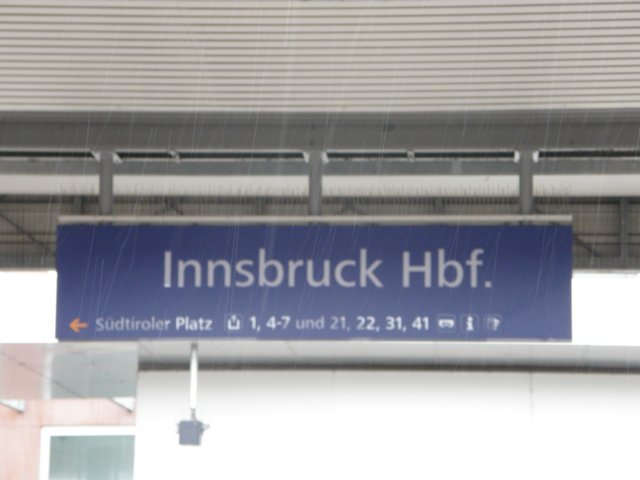 Innsbruck Hbf.
← Südtiroler Platz 1, 4-7 und 21, 22, 31, 41